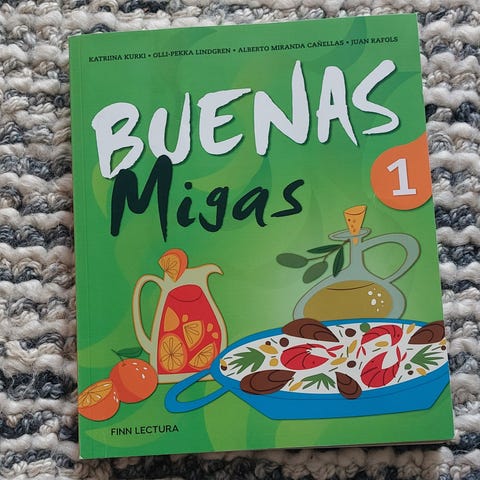 KATRIINA KURKI • OLLI-PEKKA LINDGREN • ALBERTO MIRANDA CAÑELLAS • JUAN RAFOLS
BUENAS
Migas
1
FINN LECTURA